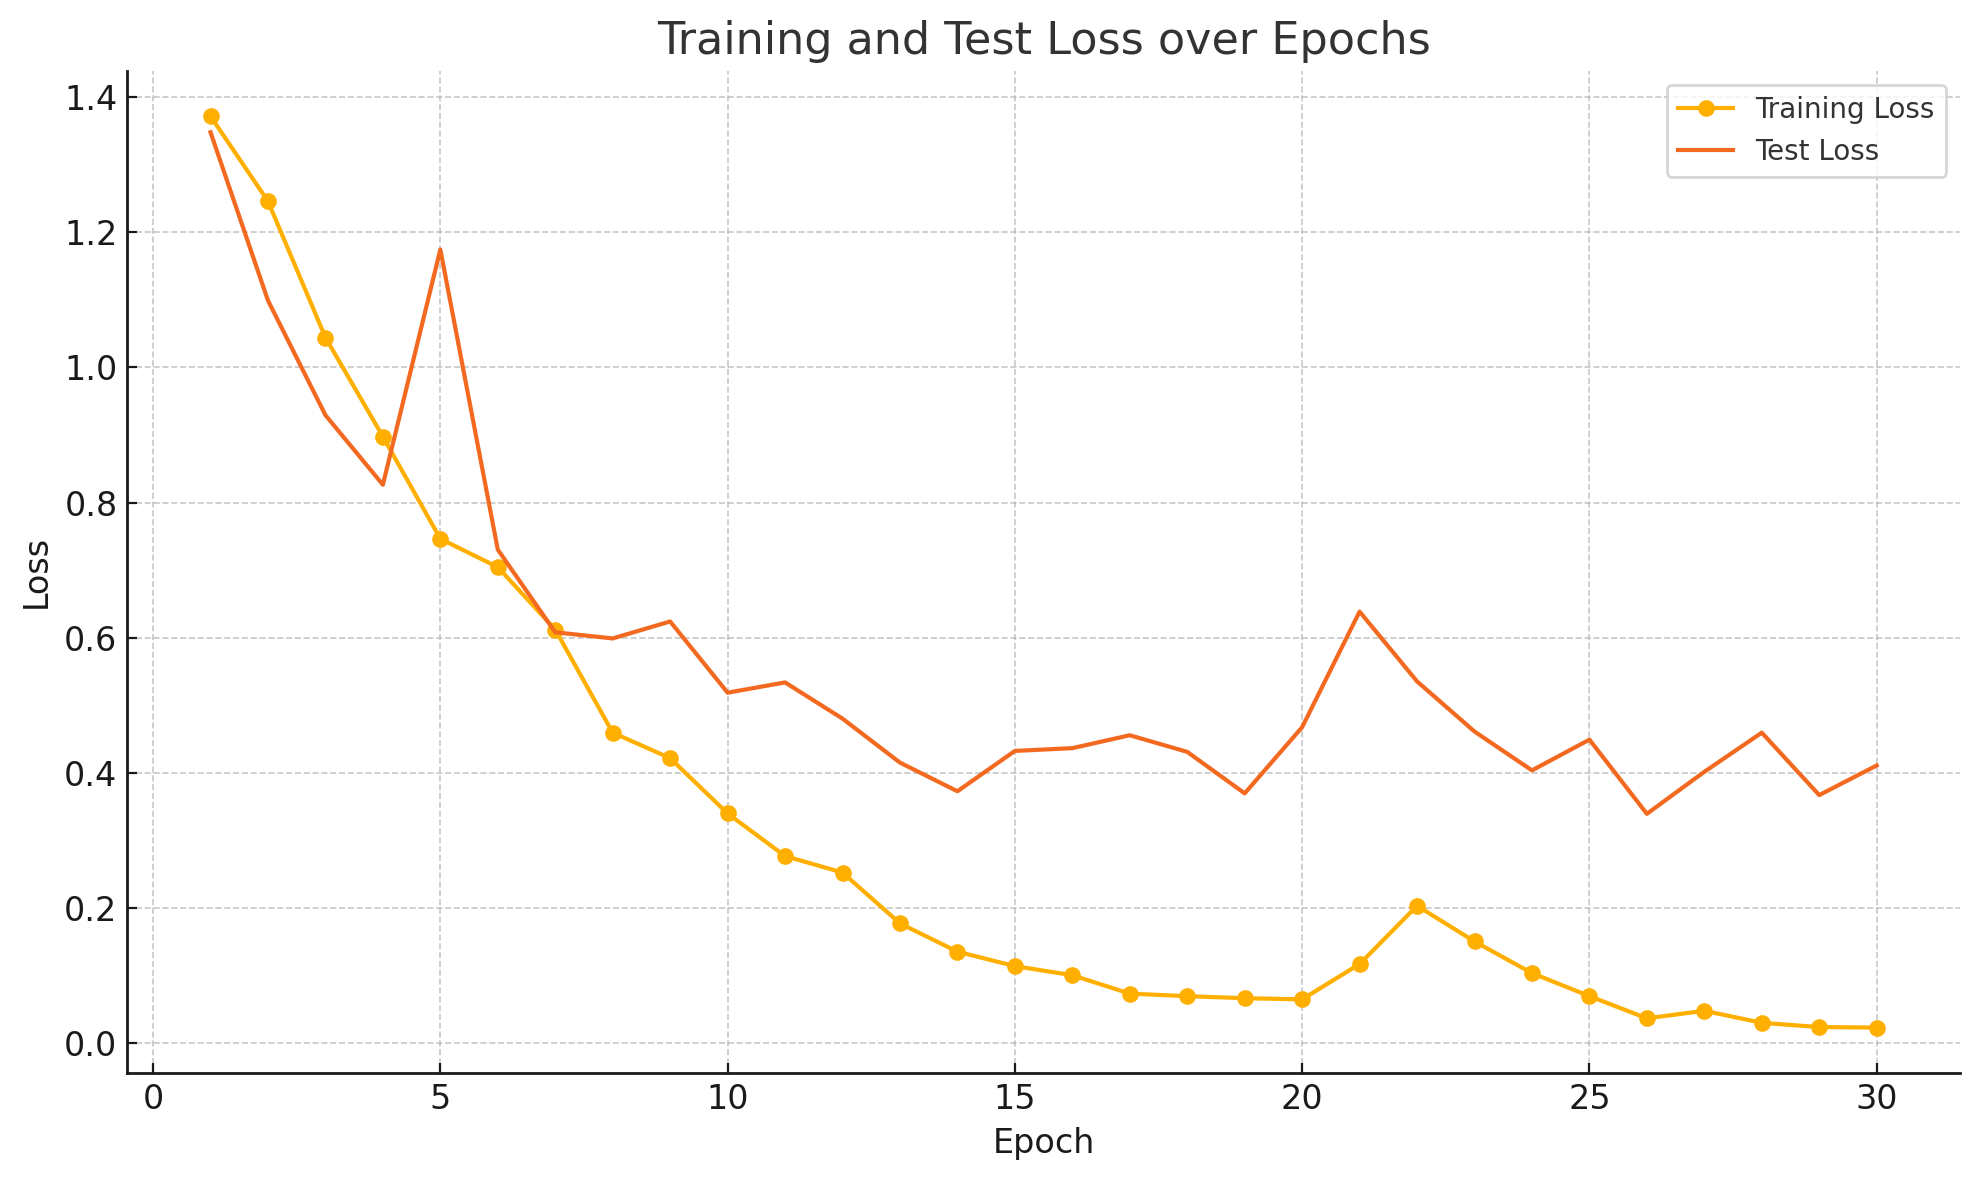 Training and Test Loss over Epochs
Training Loss
Test Loss
1.4
1.2
1.0
0.8
0.6
0.4
0.2
0.0
Loss
0 5 10 15 20 25 30
Epoch